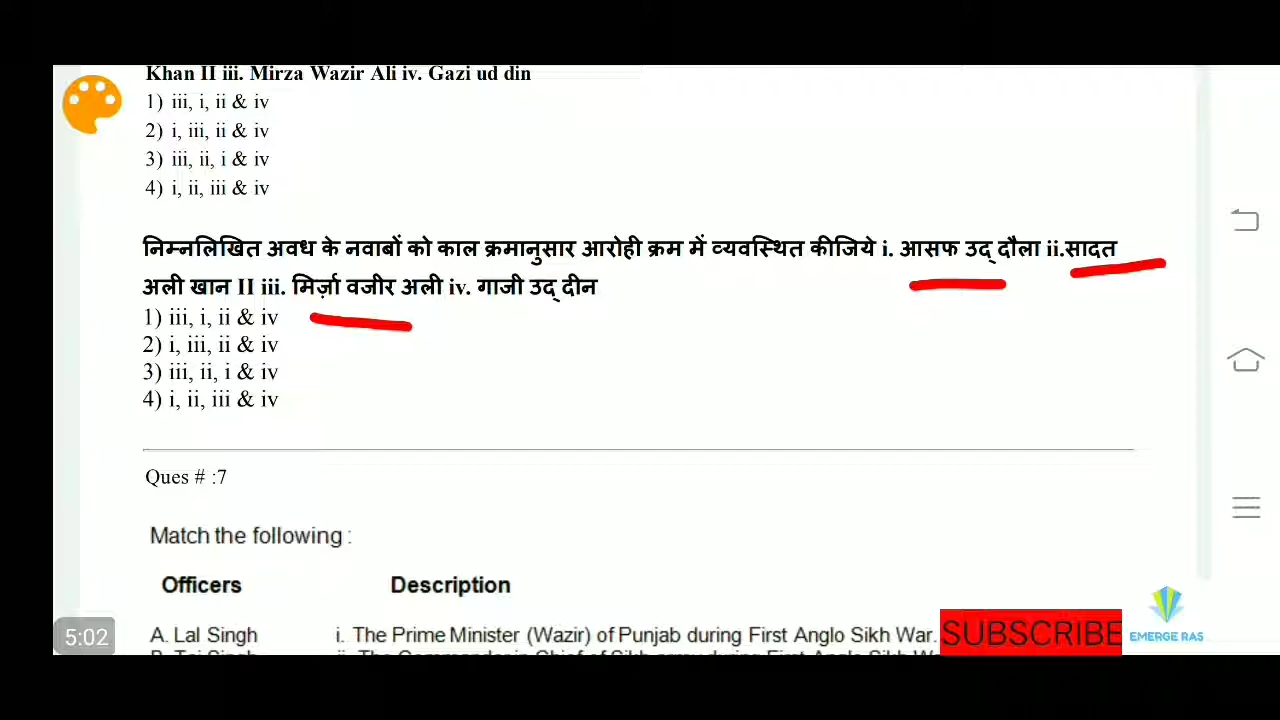 Khan II iii. Mirza Wazir Ali iv. Gazi ud din
1) iii, i, ii & iv
2) i, iii, ii & iv
3) iii, ii, i & iv
4) i, ii, iii & iv
निम्नलिखित अवध के नवाबों को काल क्रमानुसार आरोही क्रम में व्यवस्थित कीजिये i. आसफ उद् दौला ii.सादत
अली खान II iii. मिर्ज़ा वजीर अली iv. गाजी उद् दीन
1) iii, i, ii & iv
2) i, iii, ii & iv
3) iii, ii, i & iv
4) i, ii, iii & iv
Ques # :7
Match the following :
Officers Description
A. Lal Singh i. The Prime Minister (Wazir) of Punjab during First Anglo Sikh War.
5:02
SUBSCRIBE
EMERGE RAS